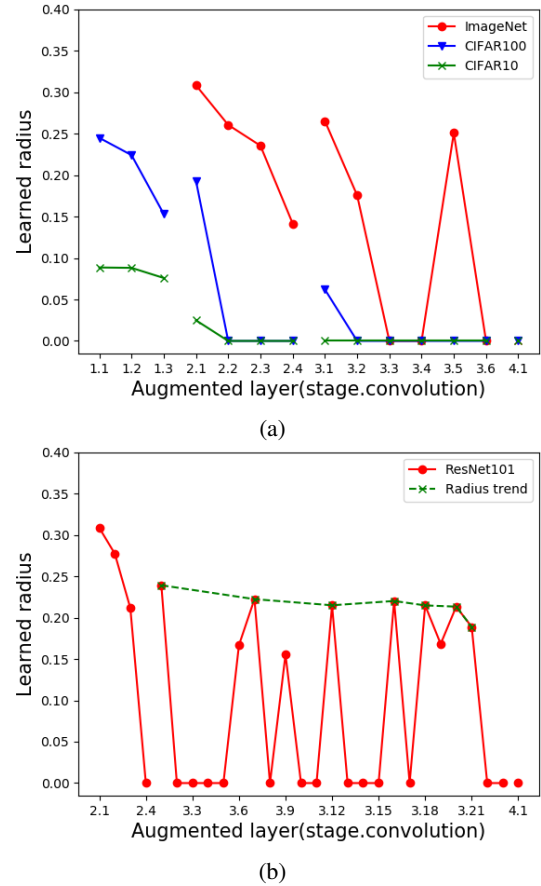 0.40
0.35
0.30
0.25
0.20
0.15
0.10
0.05
0.00
Learned radius
ImageNet
CIFAR100
CIFAR10
1.1 1.2 1.3 2.1 2.2 2.3 2.4 3.1 3.2 3.3 3.4 3.5 3.6 4.1
Augmented layer(stage.convolution)
(a)
0.40
0.35
0.30
0.25
0.20
0.15
0.10
0.05
0.00
Learned radius
ResNet101
Radius trend
2.1 2.4 3.3 3.6 3.9 3.12 3.15 3.18 3.21 4.1
Augmented layer(stage.convolution)
(b)